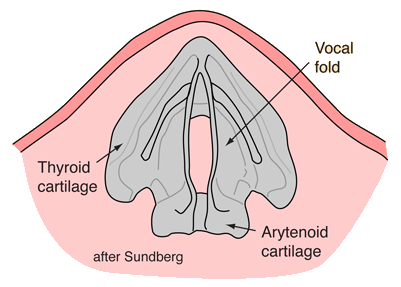 Vocal
fold
Thyroid
cartilage
Arytenoid
cartilage
after Sundberg